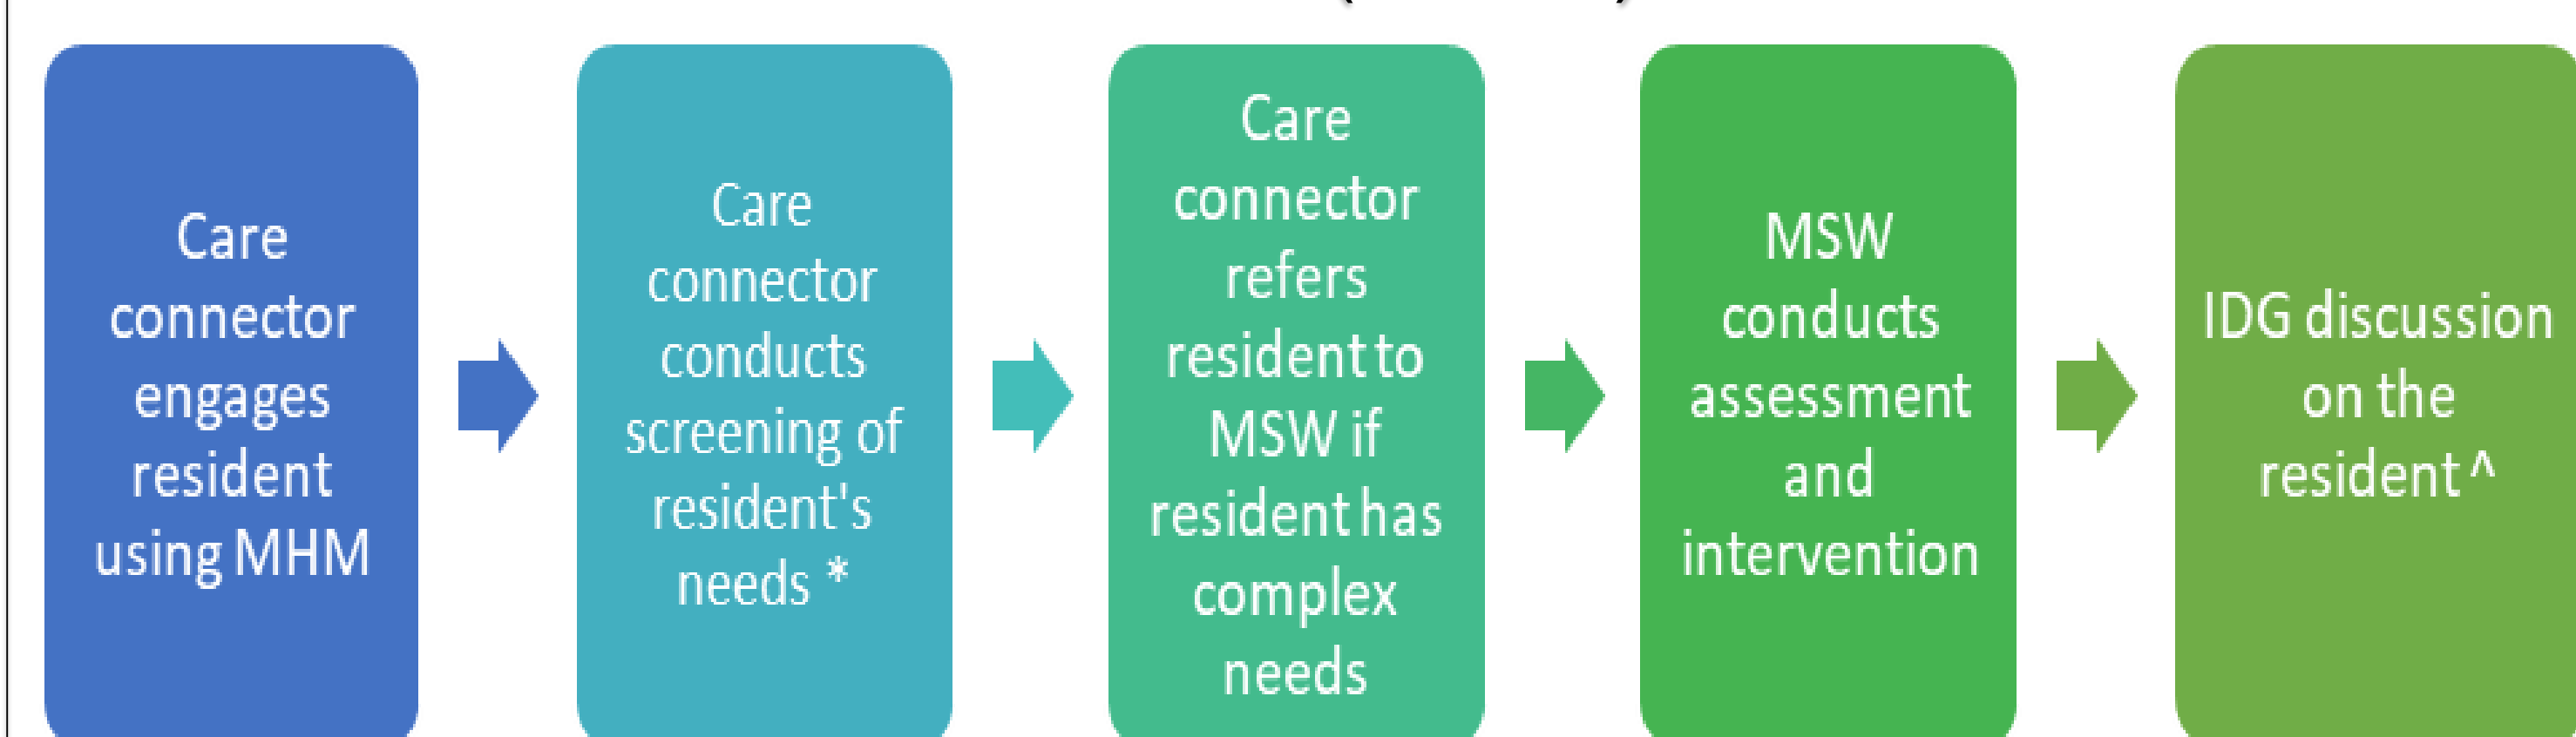 Care
connector
engages
resident
using MHM
Care
connector
conducts
screening of
resident's
needs *
Care
connector
refers
resident to
MSW if
resident has
complex
needs
MSW
conducts
assessment
and
intervention
IDG discussion
on the
resident ^